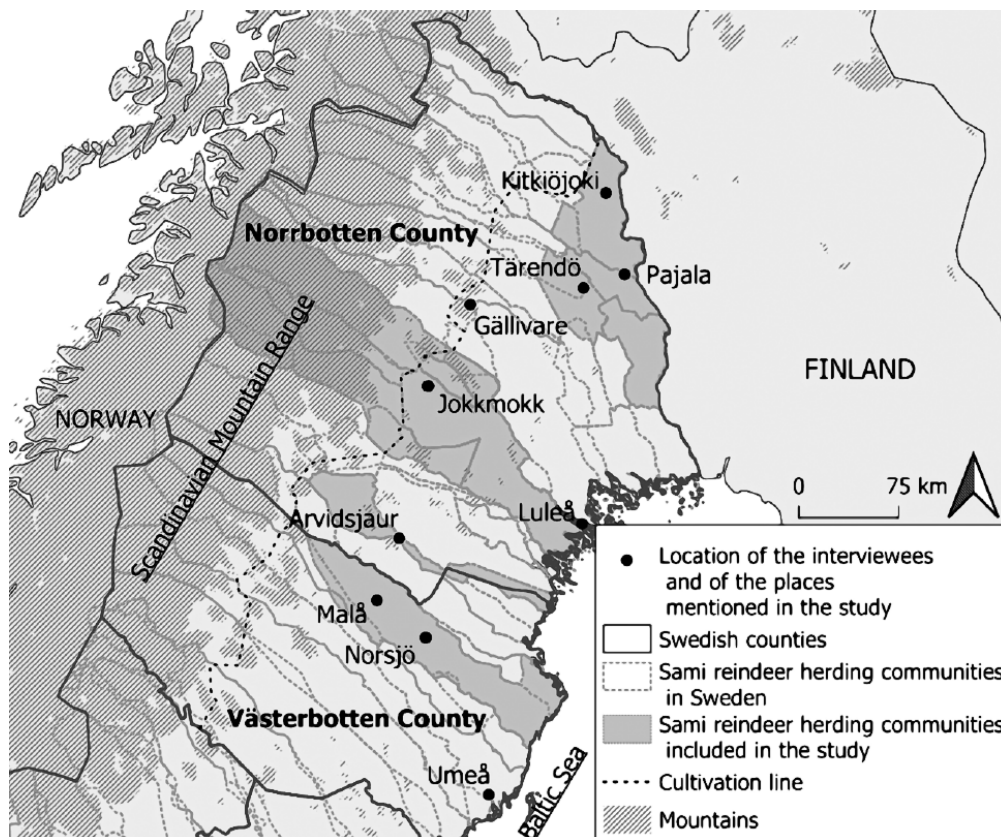 Kitkiöjoki
Norrbotten County
Tärendö
Pajala
Gällivare
FINLAND
Jokkmokk
NORWAY
Scandinavian Mountain Range
0 75 km
Luleå
Arvidsjaur
Malå
Norsjö
Västerbotten County
Umeå
Baltic Sea
Location of the interviewees
and of the places
mentioned in the study
Swedish counties
Sami reindeer herding communities
in Sweden
Sami reindeer herding communities
included in the study
Cultivation line
Mountains